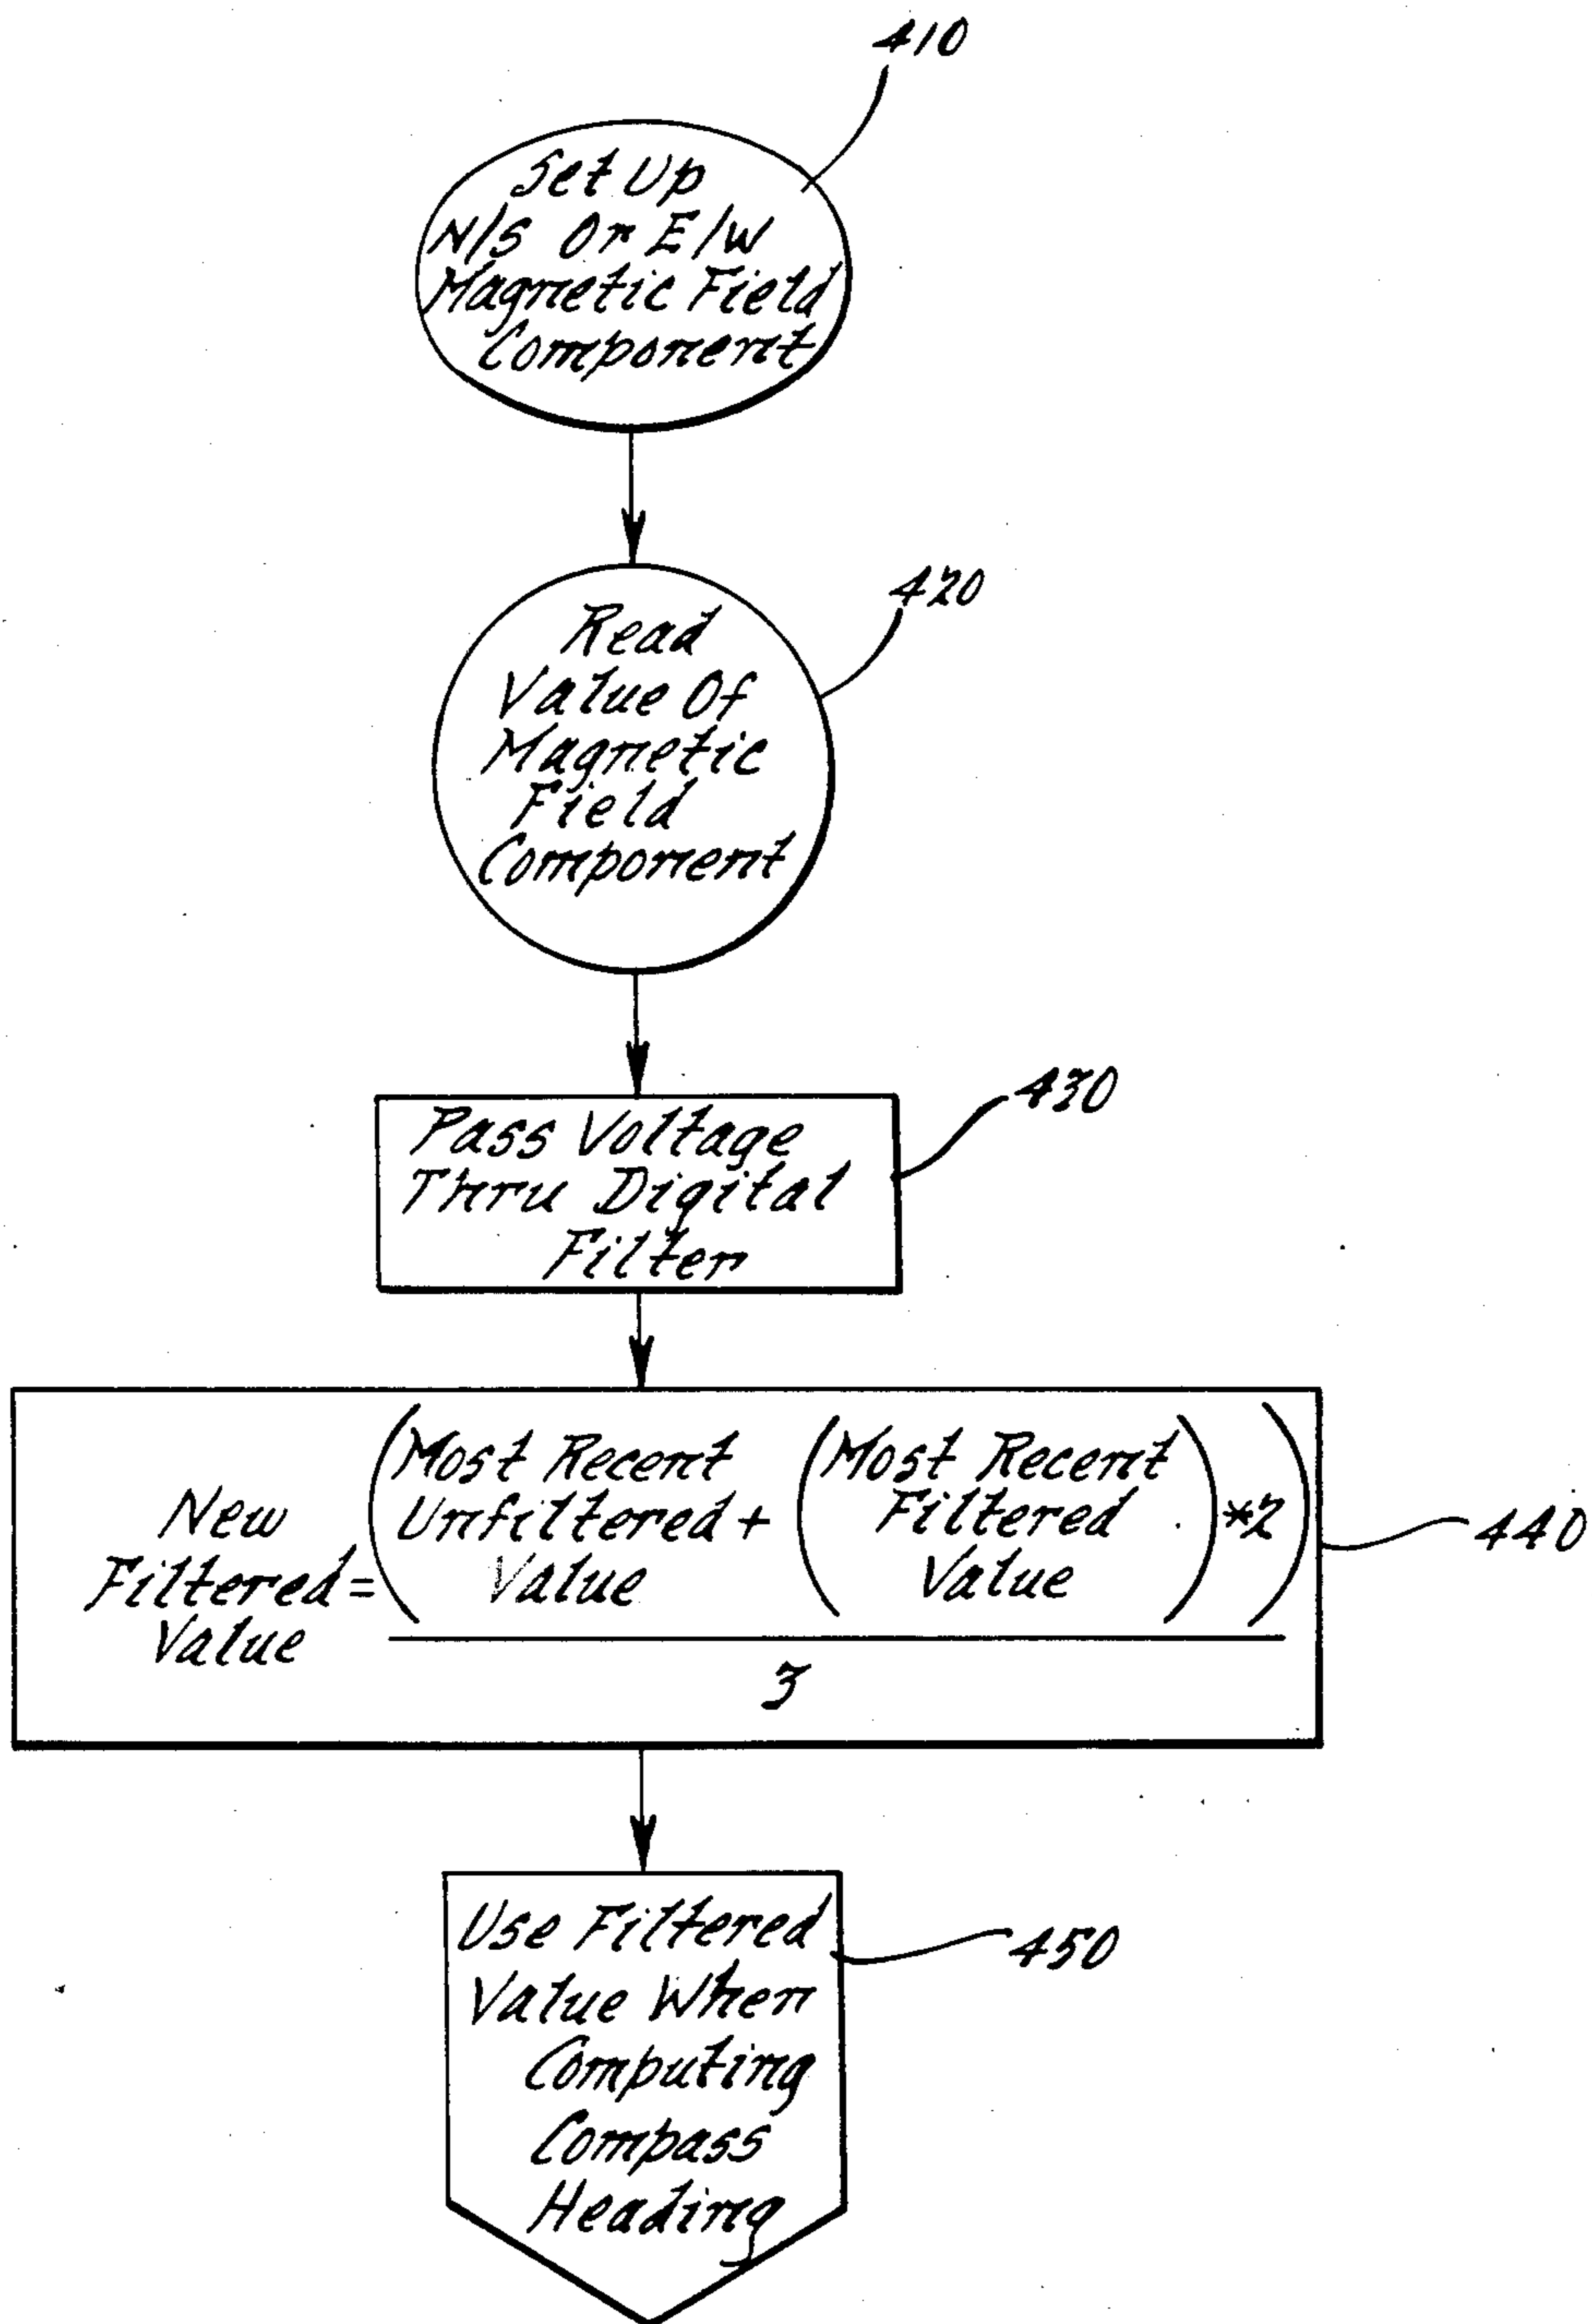 410
Set Up
N/S Or E/W
Magnetic Field
Component
420
Read
Value Of
Magnetic
Field
Component
430
Pass Voltage
Thru Digital
Filter
New
Filtered=
Value
(Most Recent
Unfiltered +
Value
(Most Recent
Filtered
Value
) *2)
3
440
Use Filtered
Value When
Computing
Compass
Heading
450